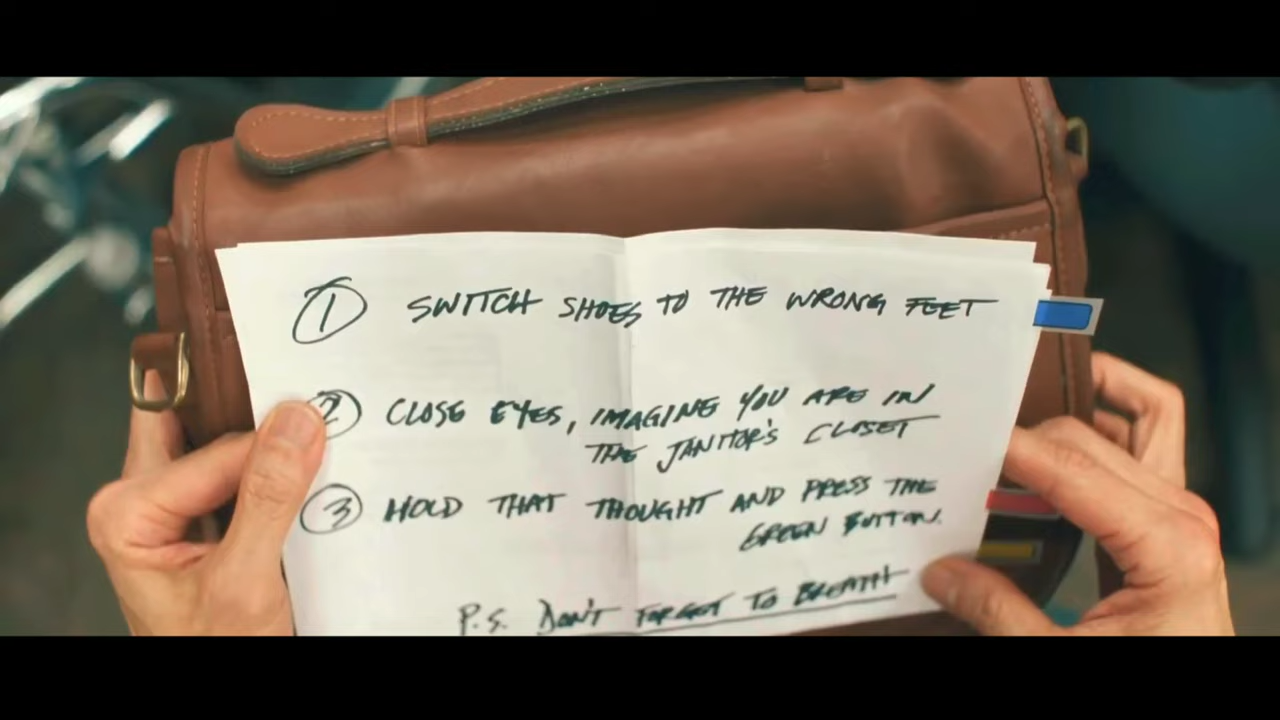 ① SWITCH SHOES TO THE WRONG FEET
② CLOSE EYES, IMAGINE YOU ARE IN
THE JANITOR'S CLOSET
③ HOLD THAT THOUGHT AND PRESS THE
GREEN BUTTON.
P.S. DON'T FORGET TO BREATH